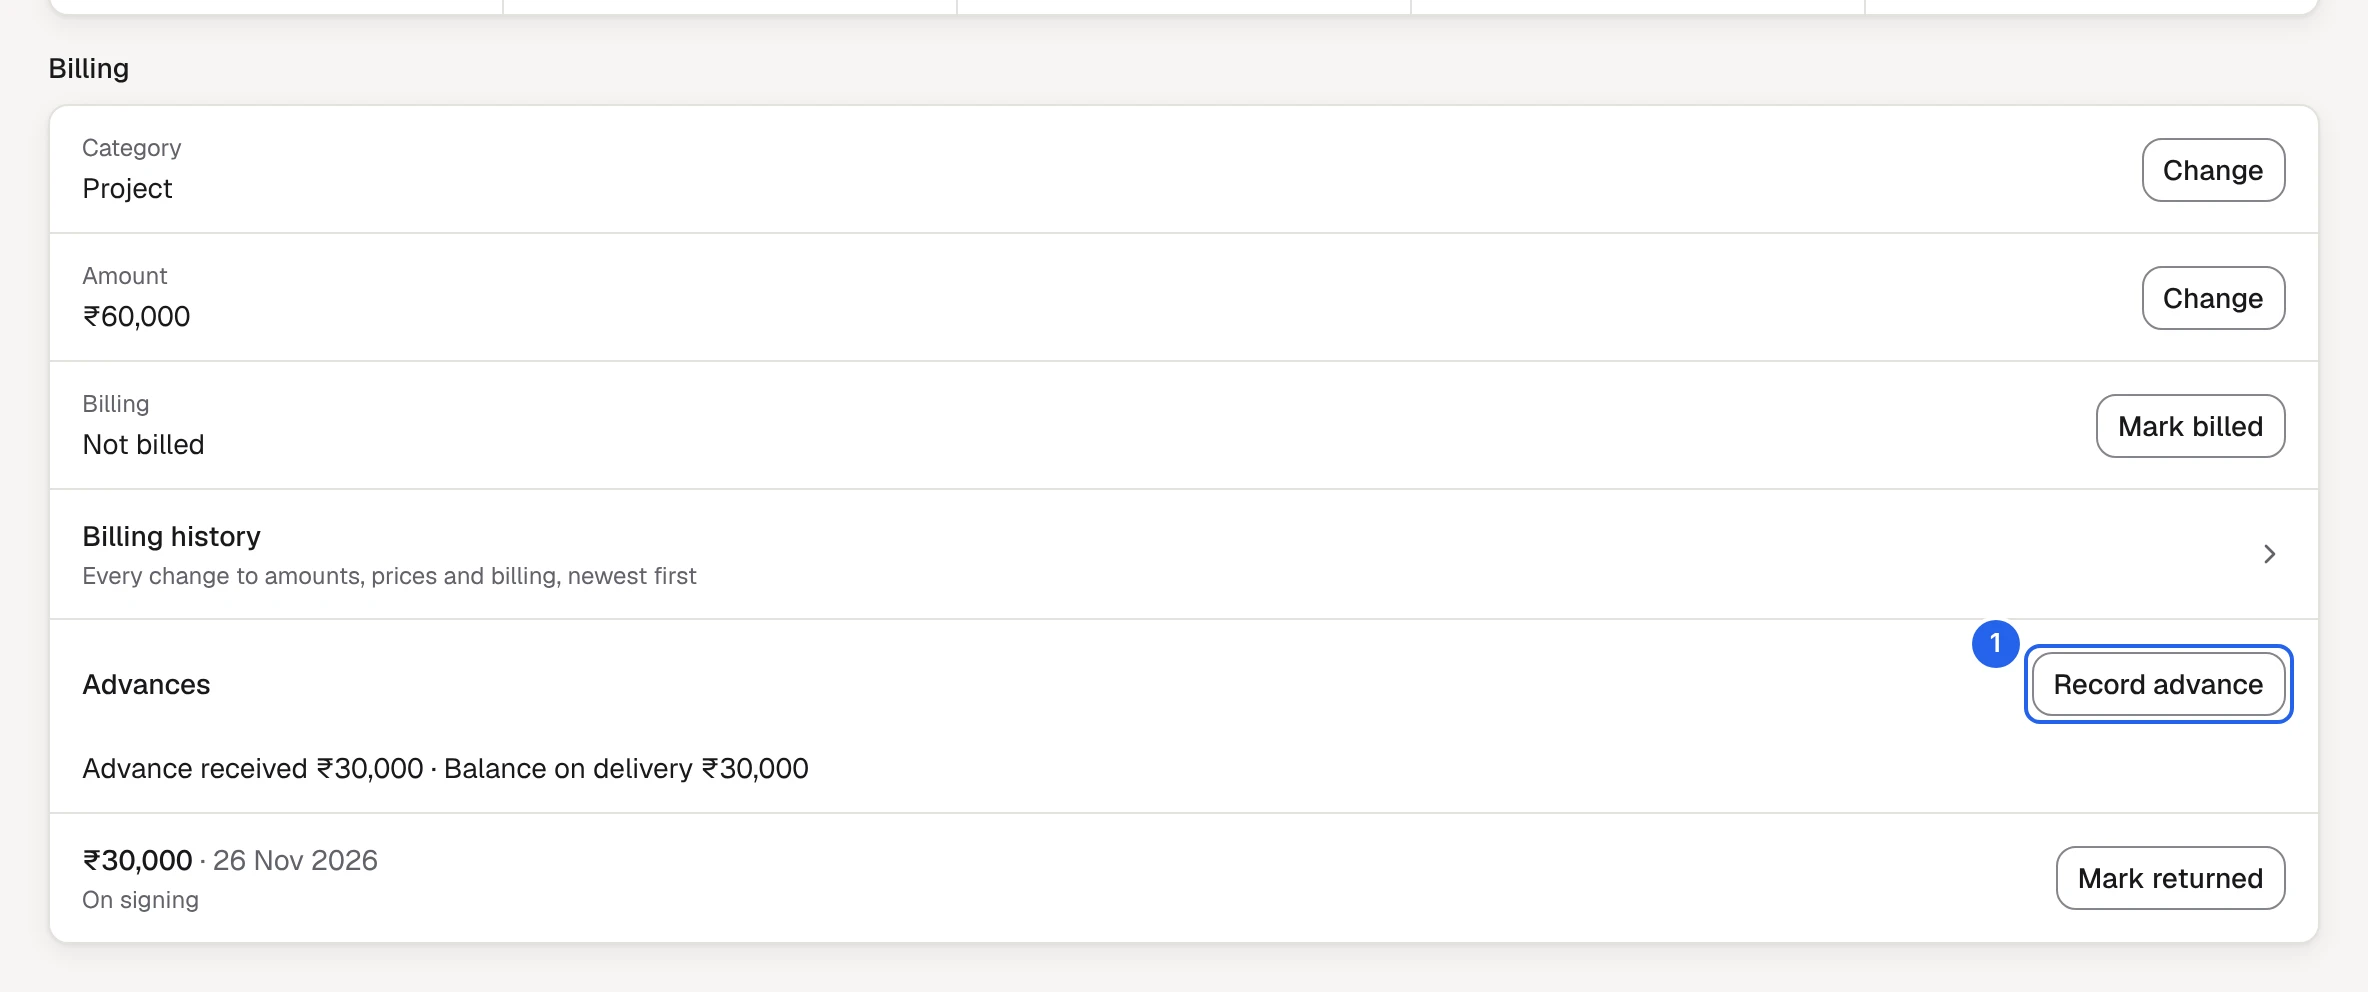 Billing
Category
Project
Change
Amount
₹60,000
Change
Billing
Not billed
Mark billed
Billing history
Every change to amounts, prices and billing, newest first
1
Advances
Record advance
Advance received ₹30,000 · Balance on delivery ₹30,000
₹30,000 · 26 Nov 2026
On signing
Mark returned